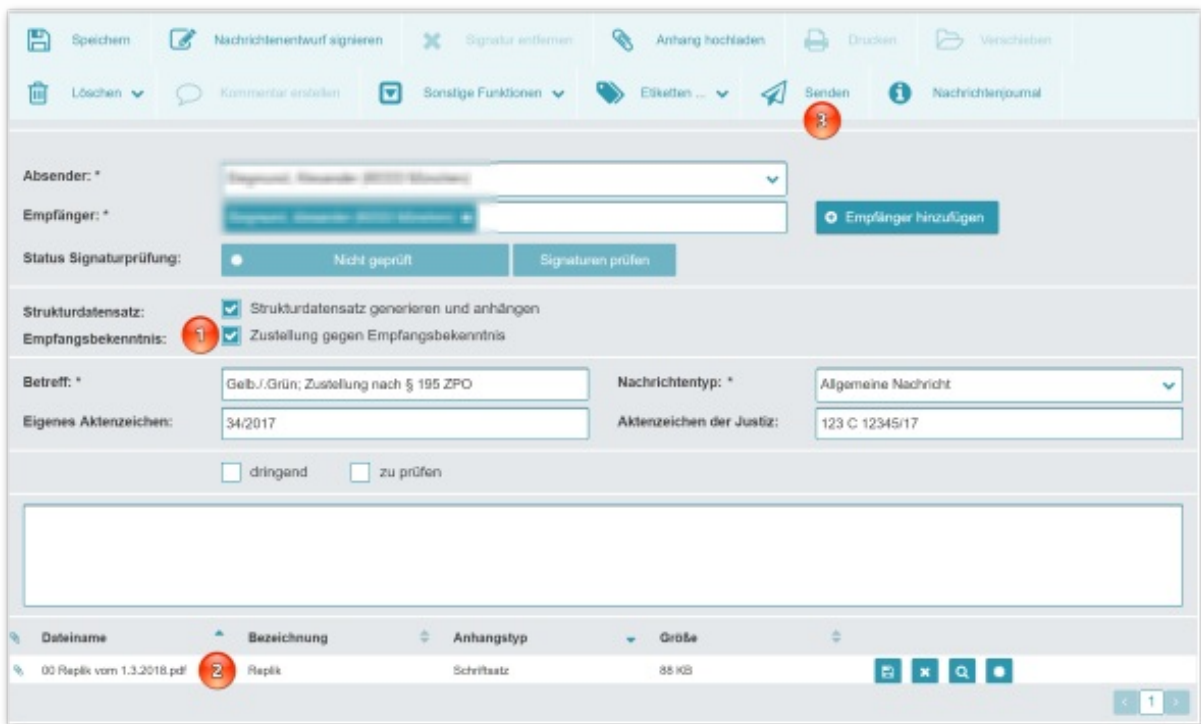 Speichern Nachrichtenentwurf signieren Signatur entfernen Anhang hochladen Drucken Verschieben
Löschen Kommentar erstellen Sonstige Funktionen Etiketten ... Senden Nachrichtenjournal
3
Absender: *
Empfänger: * Empfänger hinzufügen
Status Signaturprüfung: Nicht geprüft Signaturen prüfen
Strukturdatensatz: Strukturdatensatz generieren und anhängen
Empfangsbekenntnis: 1 Zustellung gegen Empfangsbekenntnis
Betreff: * Gelb./.Grün; Zustellung nach § 195 ZPO Nachrichtentyp: * Allgemeine Nachricht
Eigenes Aktenzeichen: 34/2017 Aktenzeichen der Justiz: 123 C 12345/17
dringend zu prüfen
Dateiname Bezeichnung Anhangstyp Größe
00 Replik vom 1.3.2018.pdf 2 Replik Schriftsatz 88 KB
1